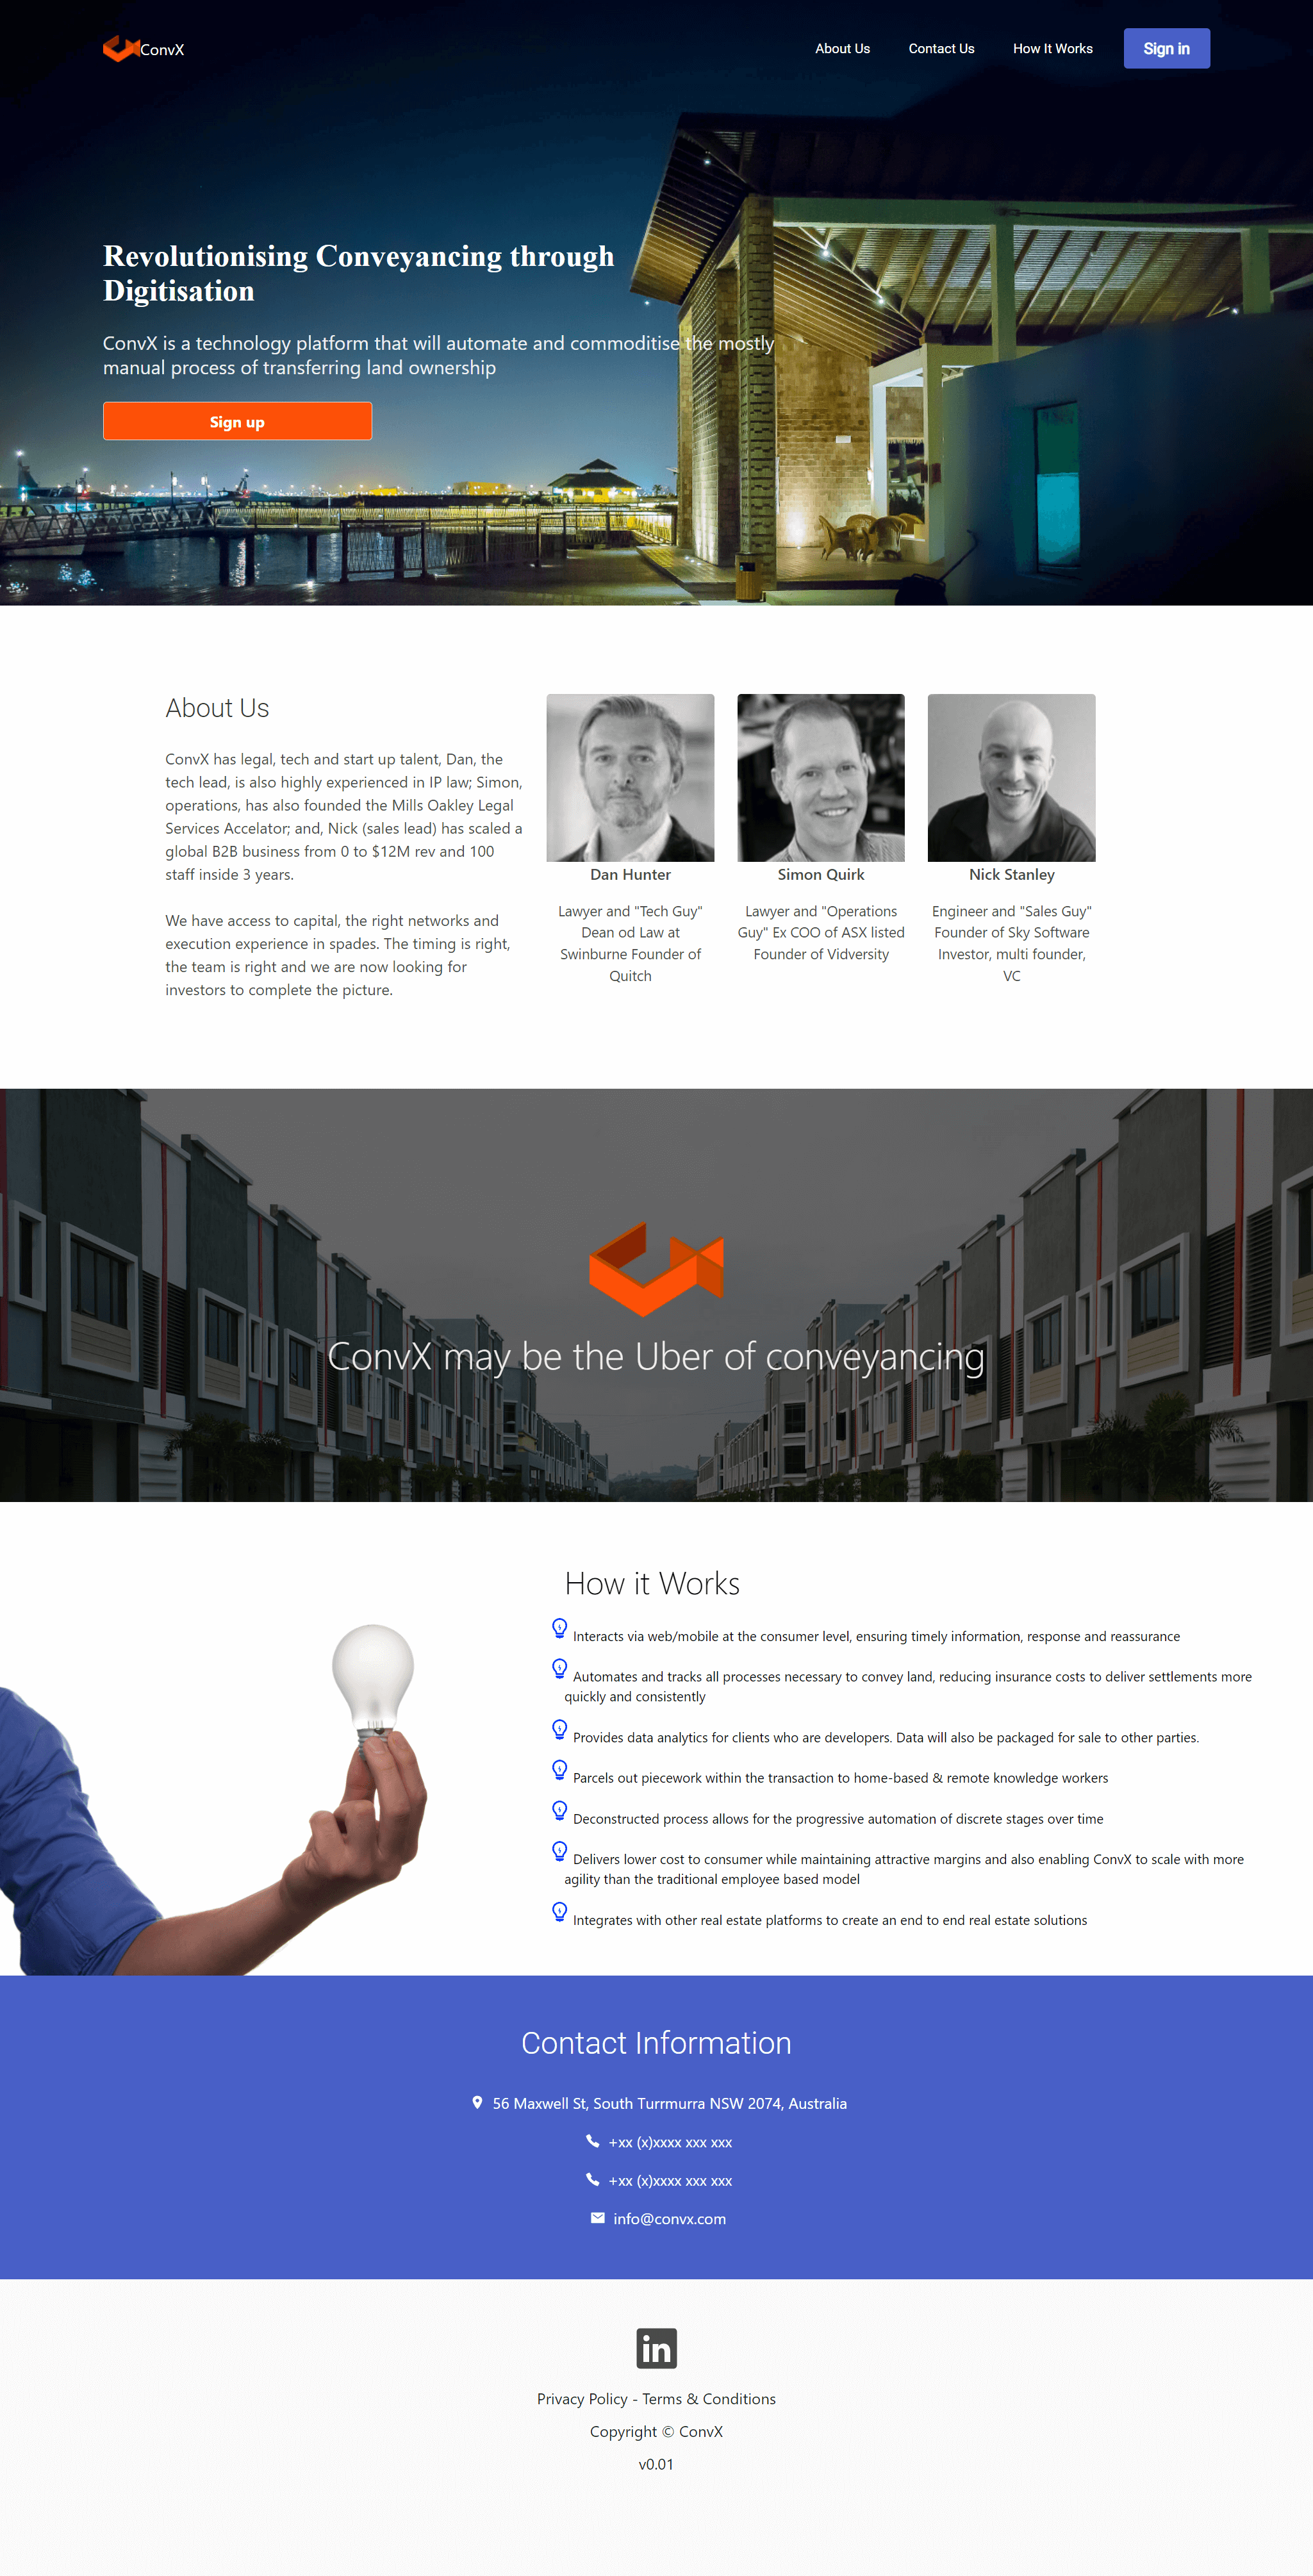 ConvX
About Us
Contact Us
How It Works
Sign in
Revolutionising Conveyancing through
Digitisation
ConvX is a technology platform that will automate and commoditise the mostly
manual process of transferring land ownership
Sign up
About Us
ConvX has legal, tech and start up talent, Dan, the
tech lead, is also highly experienced in IP law; Simon,
operations, has also founded the Mills Oakley Legal
Services Accelator; and, Nick (sales lead) has scaled a
global B2B business from 0 to $12M rev and 100
staff inside 3 years.
We have access to capital, the right networks and
execution experience in spades. The timing is right,
the team is right and we are now looking for
investors to complete the picture.
Dan Hunter
Lawyer and "Tech Guy"
Dean od Law at
Swinburne Founder of
Quitch
Simon Quirk
Lawyer and "Operations
Guy" Ex COO of ASX listed
Founder of Vidversity
Nick Stanley
Engineer and "Sales Guy"
Founder of Sky Software
Investor, multi founder,
VC
ConvX may be the Uber of conveyancing
How it Works
Interacts via web/mobile at the consumer level, ensuring timely information, response and reassurance
Automates and tracks all processes necessary to convey land, reducing insurance costs to deliver settlements more
quickly and consistently
Provides data analytics for clients who are developers. Data will also be packaged for sale to other parties.
Parcels out piecework within the transaction to home-based & remote knowledge workers
Deconstructed process allows for the progressive automation of discrete stages over time
Delivers lower cost to consumer while maintaining attractive margins and also enabling ConvX to scale with more
agility than the traditional employee based model
Integrates with other real estate platforms to create an end to end real estate solutions
Contact Information
56 Maxwell St, South Turrmurra NSW 2074, Australia
+xx (x)xxxx xxx xxx
+xx (x)xxxx xxx xxx
info@convx.com
in
Privacy Policy - Terms & Conditions
Copyright © ConvX
v0.01